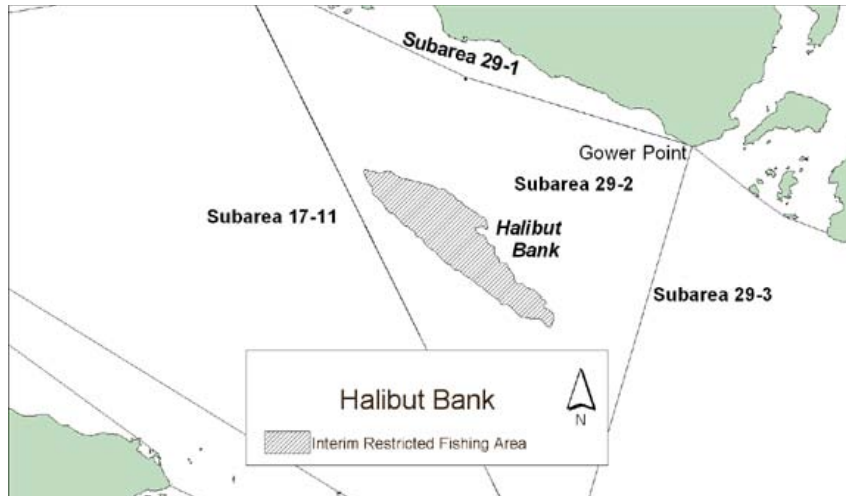 Subarea 29-1
Gower Point
Subarea 29-2
Subarea 17-11
Halibut
Bank
Subarea 29-3
Halibut Bank
N
Interim Restricted Fishing Area